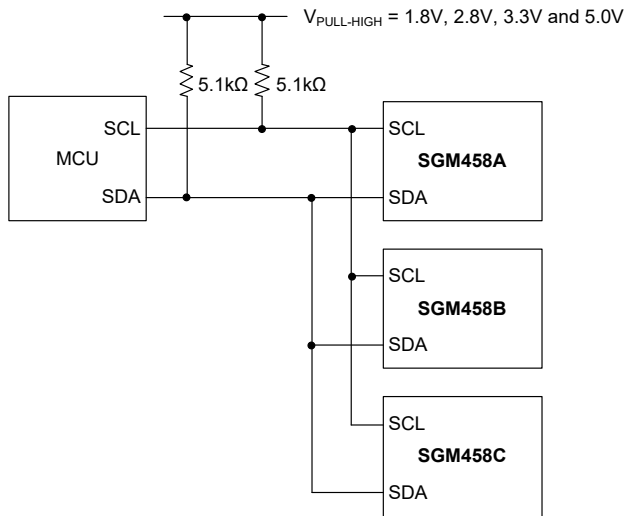 V_PULL-HIGH = 1.8V, 2.8V, 3.3V and 5.0V
5.1kΩ 5.1kΩ
MCU
SCL
SDA
SCL
SGM458A
SDA
SCL
SGM458B
SDA
SCL
SGM458C
SDA